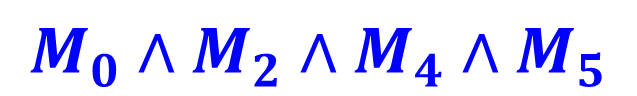 M₀ ∧ M₂ ∧ M₄ ∧ M₅